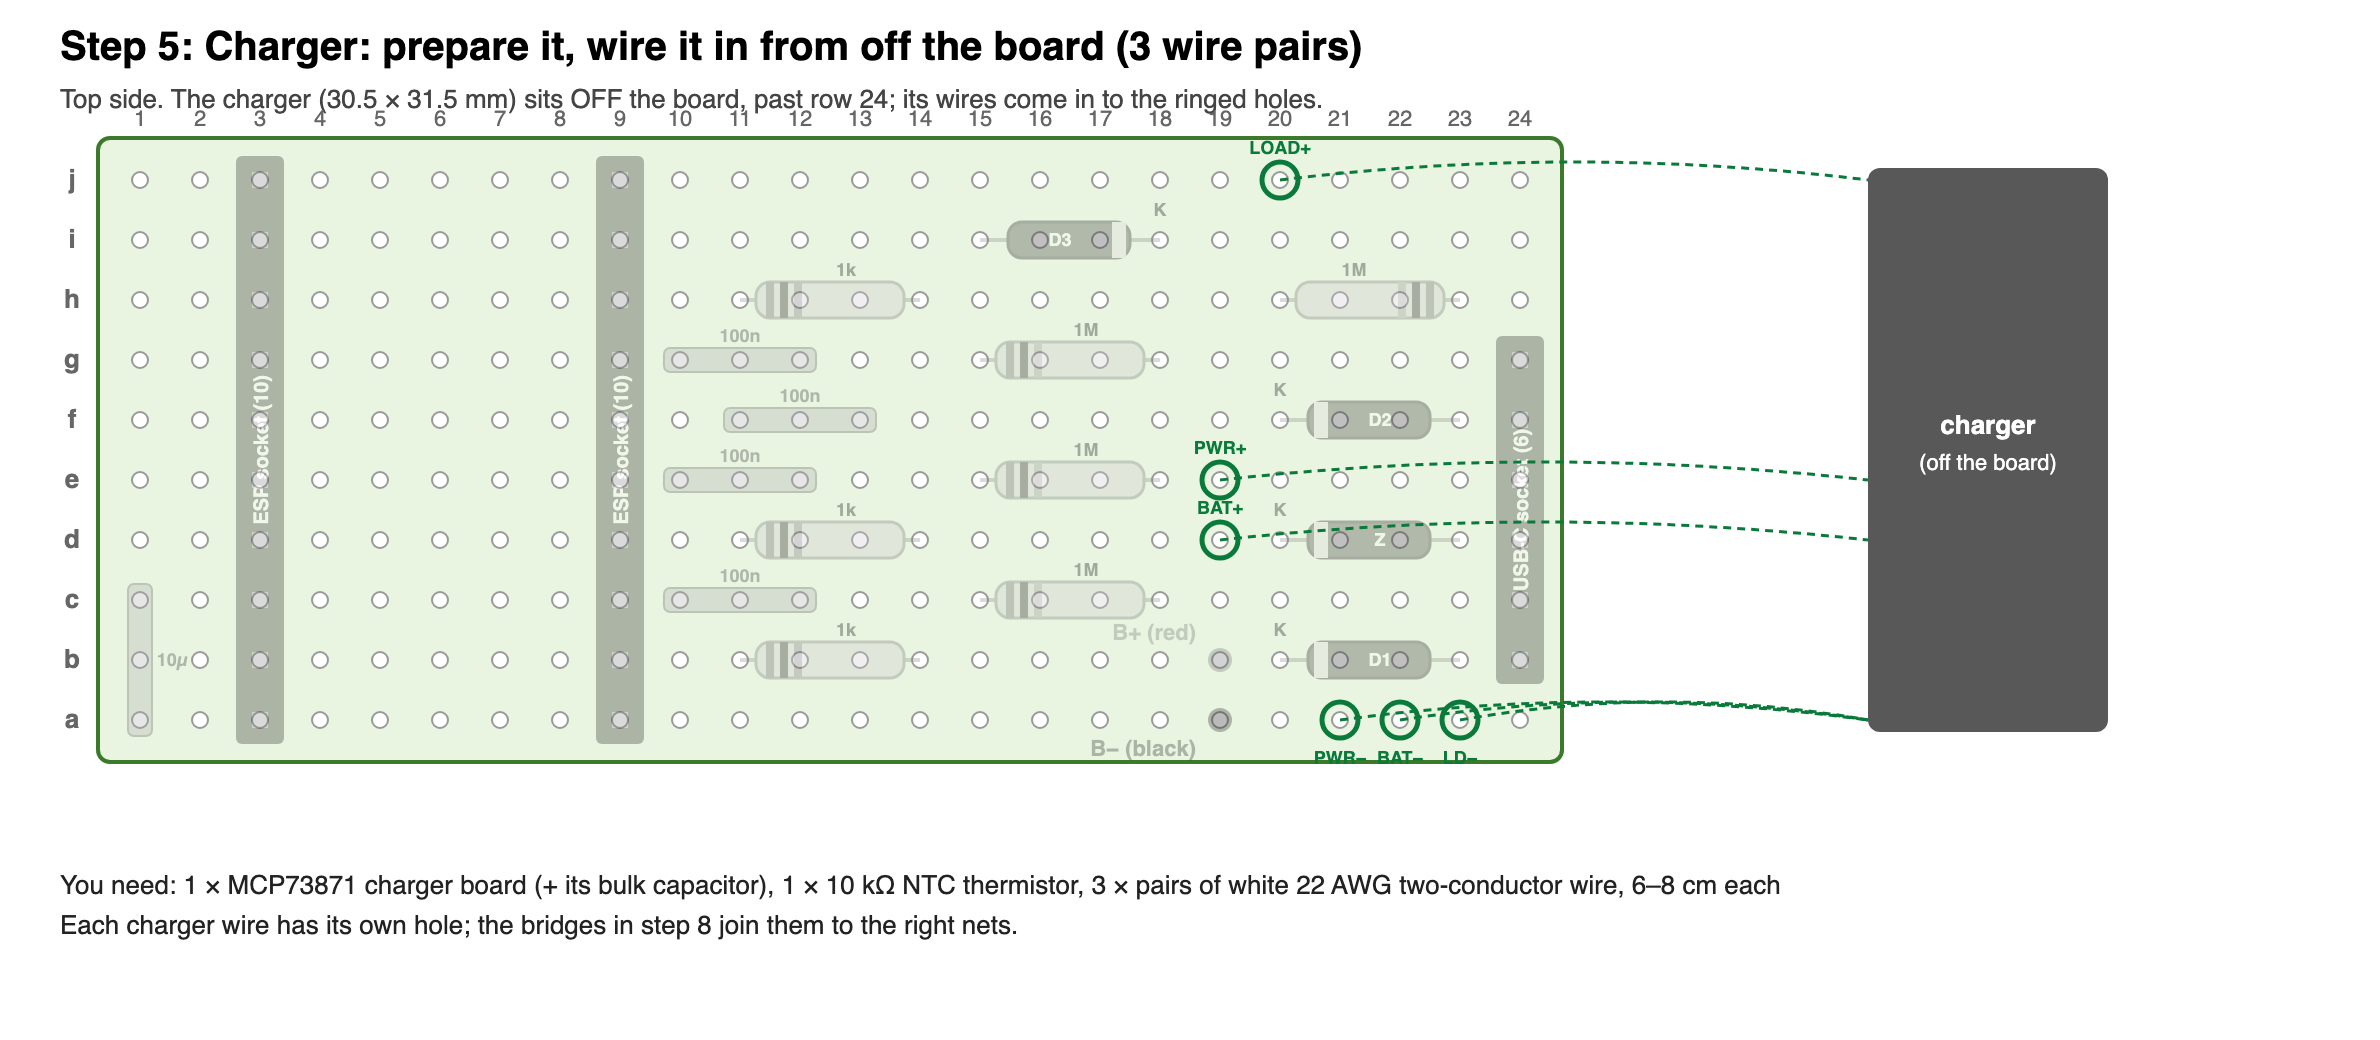 Step 5: Charger: prepare it, wire it in from off the board (3 wire pairs)
Top side. The charger (30.5 × 31.5 mm) sits OFF the board, past row 24; its wires come in to the ringed holes.
1 2 3 4 5 6 7 8 9 10 11 12 13 14 15 16 17 18 19 20 21 22 23 24
LOAD+
j
K
i D3
1k 1M
h
100n 1M
g
100n K
f D2
PWR+
100n 1M
e
BAT+
1k K
d Z
100n 1M
c
1k B+ (red) K
b 10µ D1
a
B– (black) PWR– BAT– LD–
ESP socket (10)
ESP socket (10)
USB-C socket (6)
charger
(off the board)
You need: 1 × MCP73871 charger board (+ its bulk capacitor), 1 × 10 kΩ NTC thermistor, 3 × pairs of white 22 AWG two-conductor wire, 6–8 cm each
Each charger wire has its own hole; the bridges in step 8 join them to the right nets.